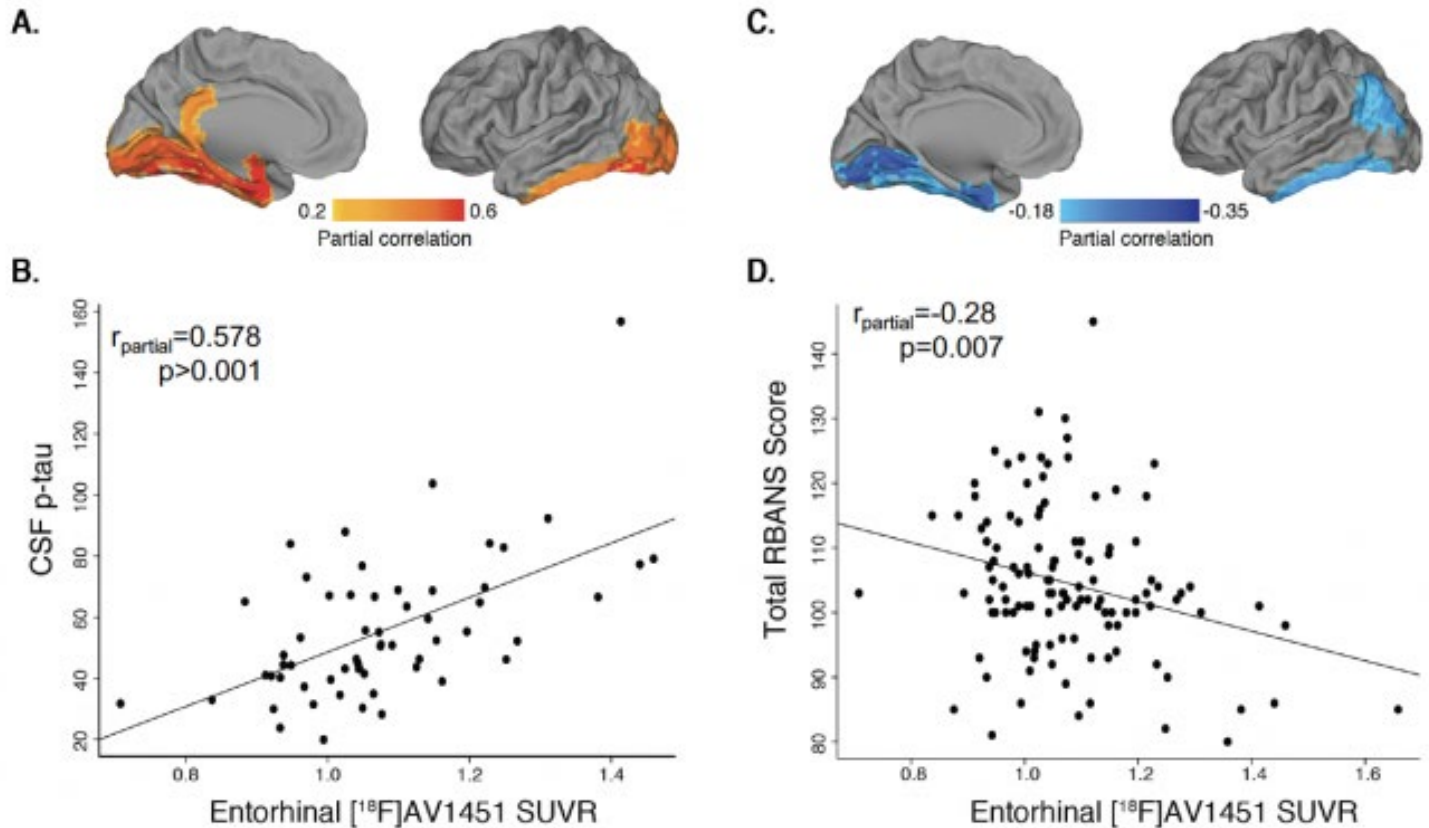 A.
0.2
0.6
Partial correlation
B.
r_partial=0.578
p>0.001
CSF p-tau
160
140
120
100
80
60
40
20
0.8
1.0
1.2
1.4
Entorhinal [¹⁸F]AV1451 SUVR
C.
-0.18
-0.35
Partial correlation
D.
r_partial=-0.28
p=0.007
Total RBANS Score
140
130
120
110
100
90
80
0.8
1.0
1.2
1.4
1.6
Entorhinal [¹⁸F]AV1451 SUVR